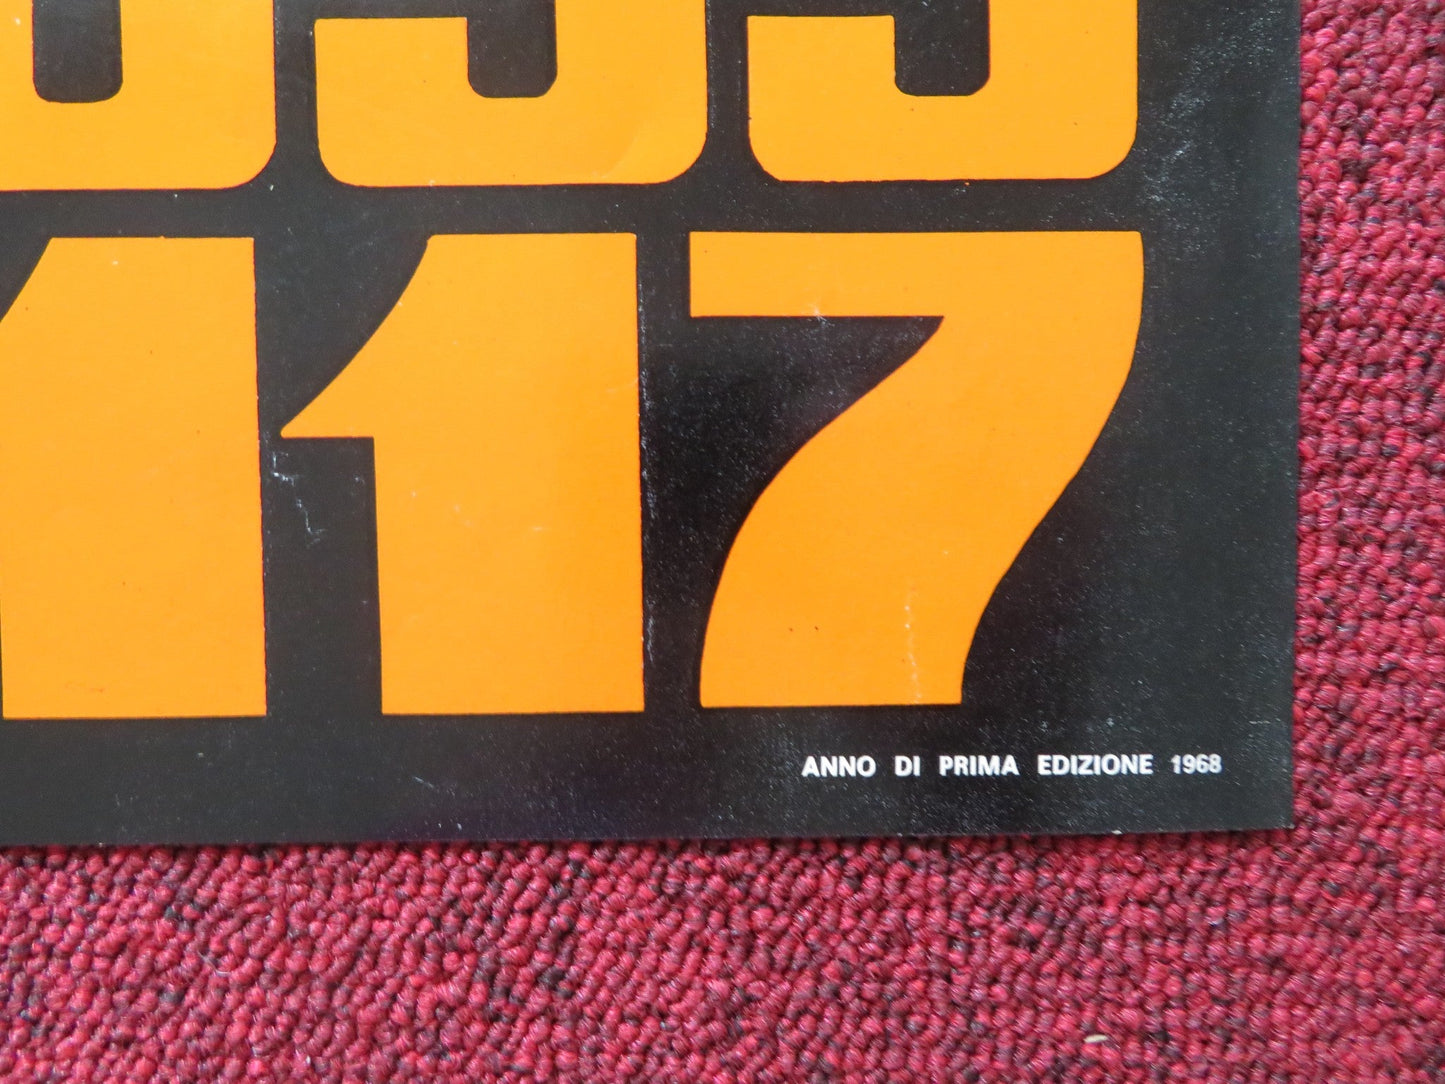 117
ANNO DI PRIMA EDIZIONE 1968